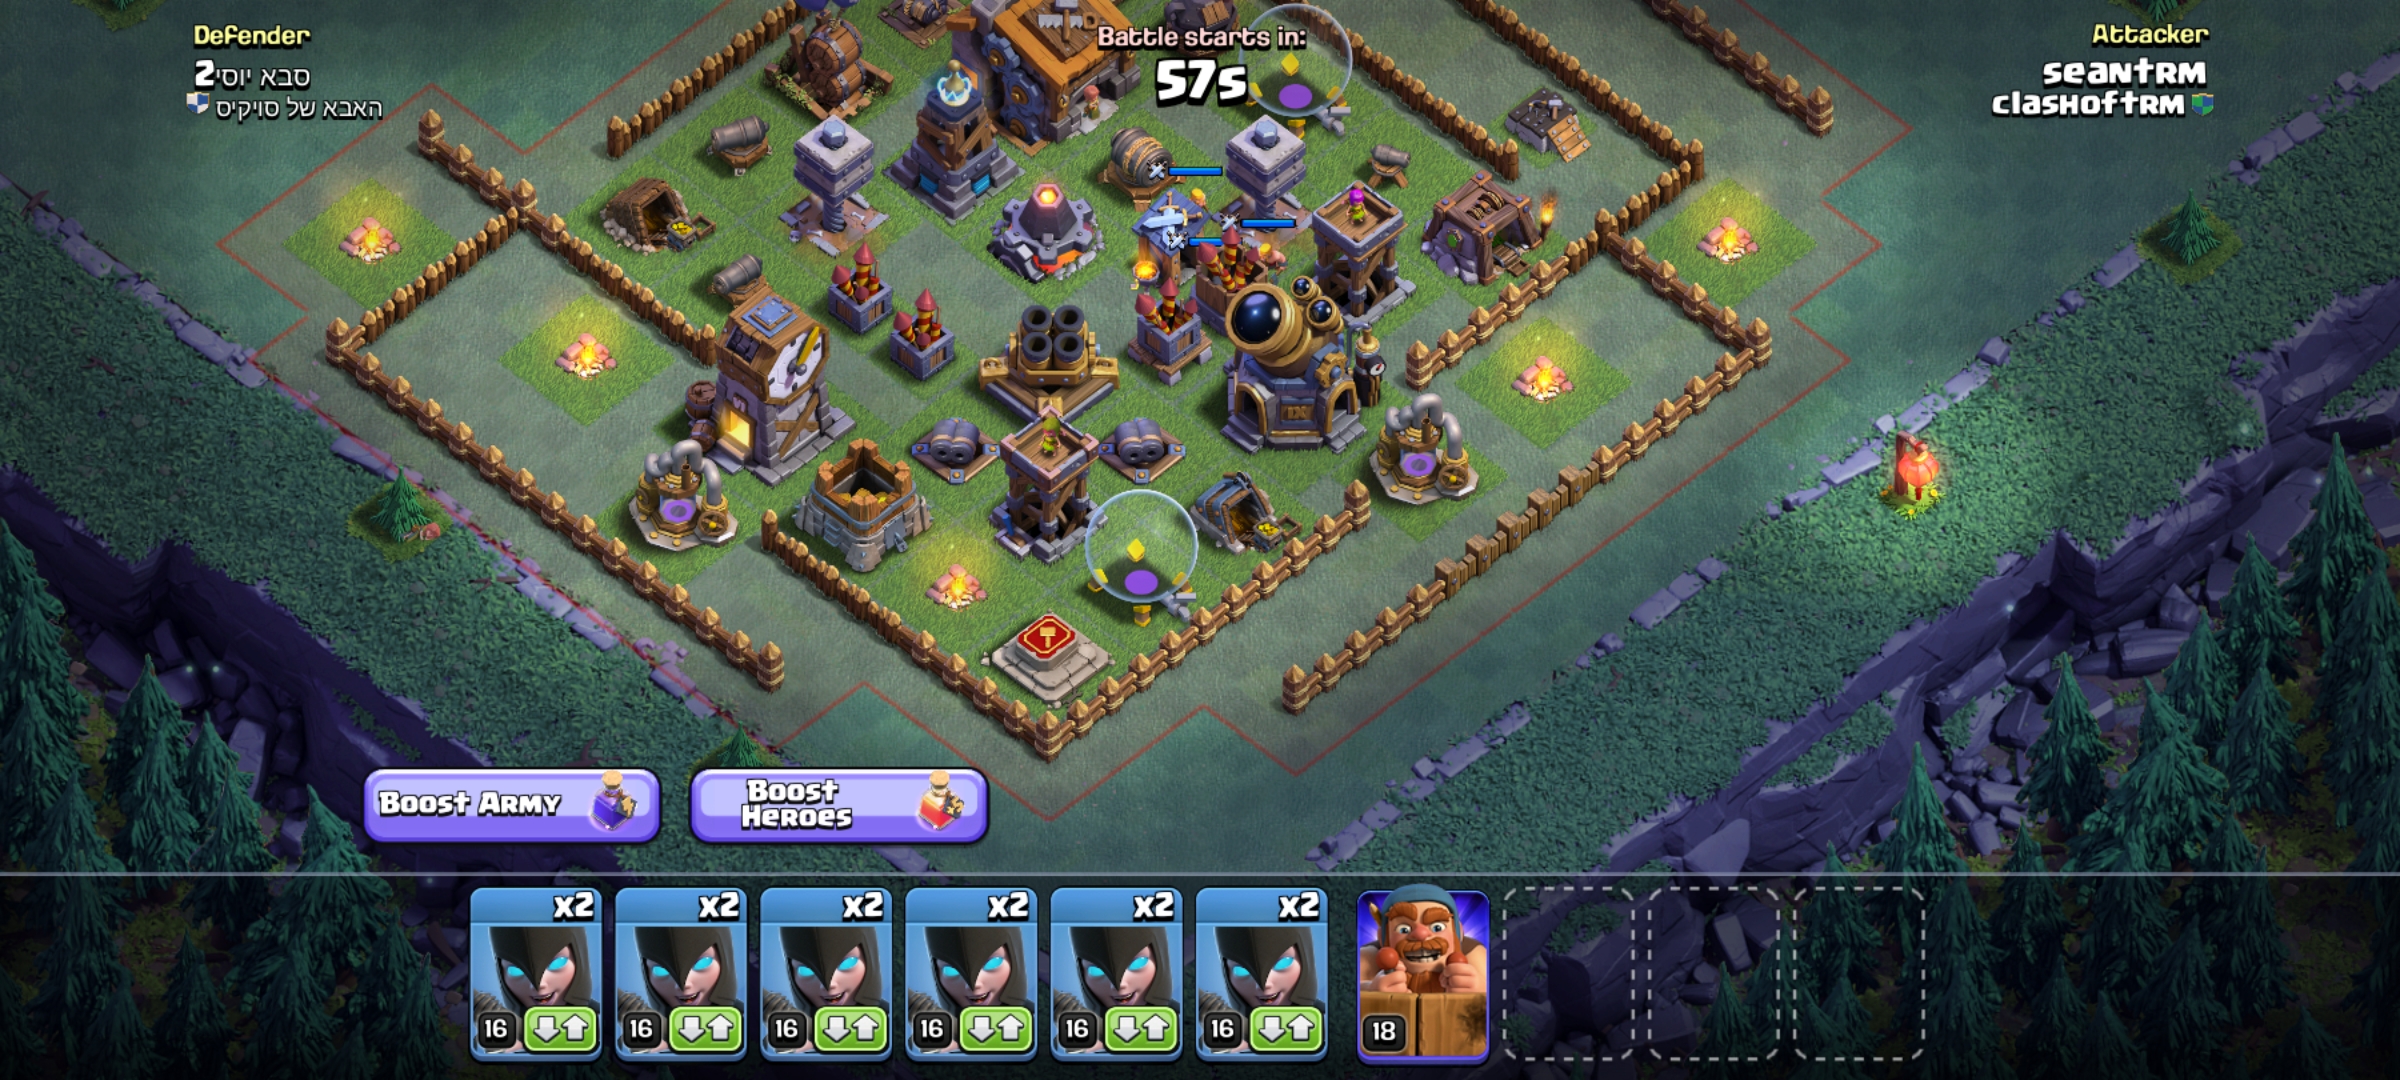 Defender
סבא יוסי2
האבא של סויקיס
Battle starts in:
57s
Attacker
seantRM
clashoftRM
Boost Army
Boost
Heroes
x2
x2
x2
x2
x2
x2
16
16
16
16
16
16
18